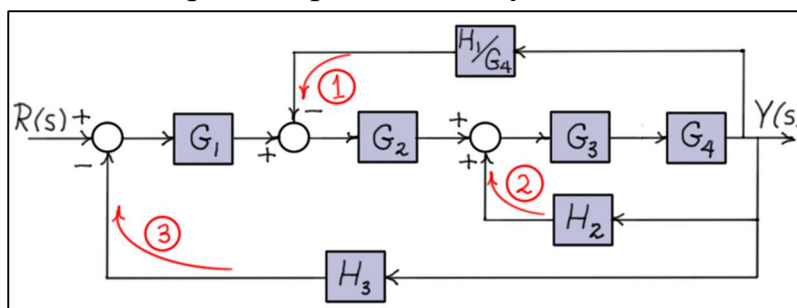 H₁/G₄
①
R(s) + − G₁ + − G₂ + + G₃ G₄ Y(s)
②
H₂
③
H₃